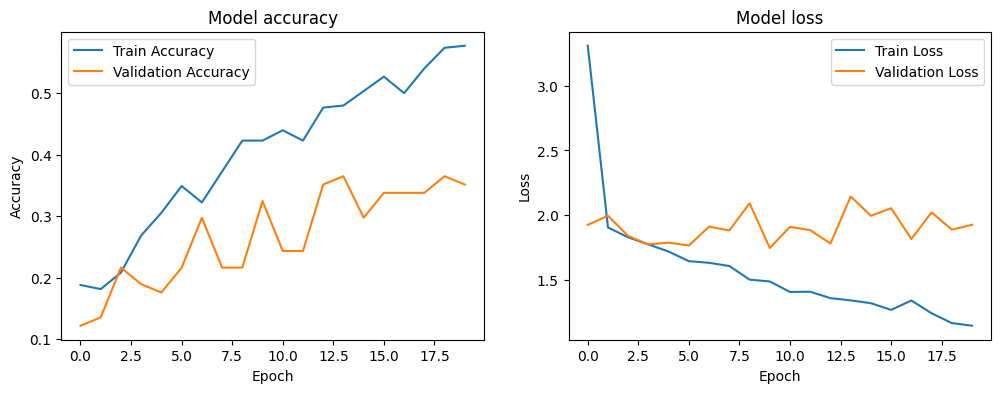 Model accuracy
Train Accuracy
Validation Accuracy
Accuracy
0.5
0.4
0.3
0.2
0.1
0.0 2.5 5.0 7.5 10.0 12.5 15.0 17.5
Epoch
Model loss
Train Loss
Validation Loss
Loss
3.0
2.5
2.0
1.5
0.0 2.5 5.0 7.5 10.0 12.5 15.0 17.5
Epoch